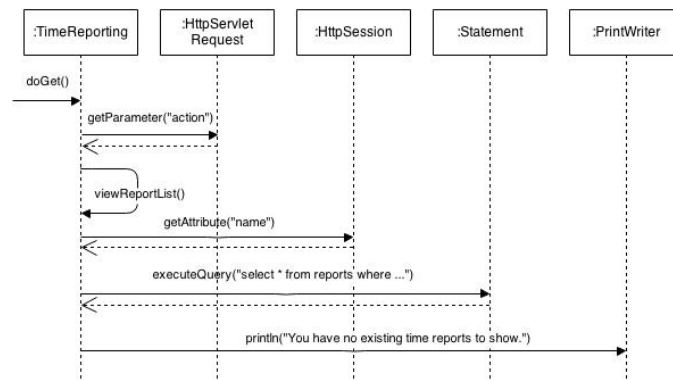 :TimeReporting
:HttpServlet
Request
:HttpSession
:Statement
:PrintWriter
doGet()
getParameter("action")
viewReportList()
getAttribute("name")
executeQuery("select * from reports where ...")
println("You have no existing time reports to show.")